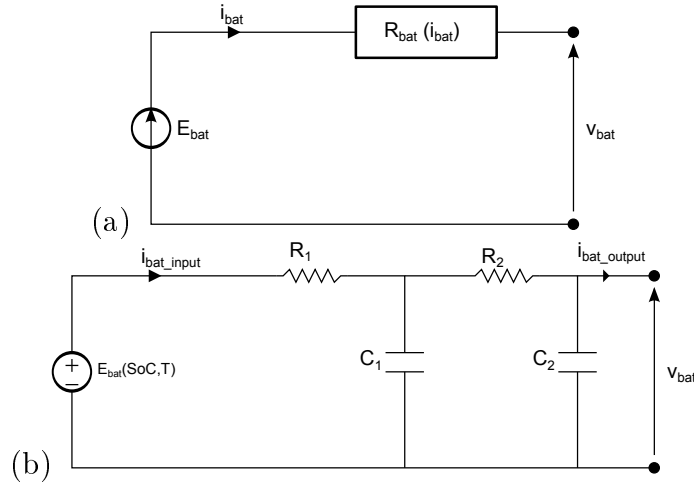 i_bat
R_bat (i_bat)
E_bat
v_bat
(a)
i_bat_input
R_1
R_2
i_bat_output
E_bat(SoC,T)
+
−
C_1
C_2
v_bat
(b)